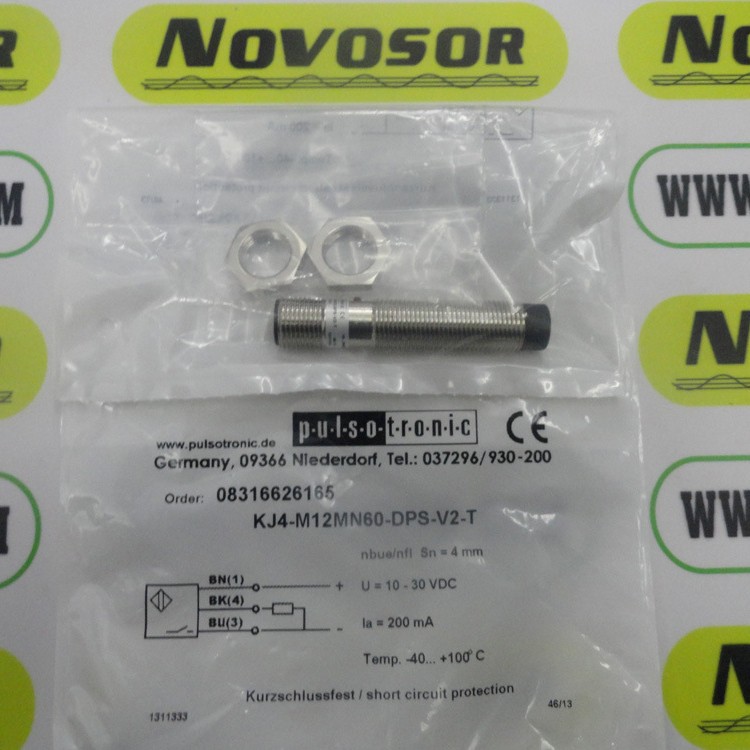 NOVOSOR
www.pulsotronic.de
p·u·l·s·o·t·r·o·n·i·c CE
Germany, 09366 Niederdorf, Tel.: 037296/930-200
Order: 08316626165
KJ4-M12MN60-DPS-V2-T
nbue/nfl Sn = 4 mm
BN(1) + U = 10 - 30 VDC
BK(4)
BU(3) - Ia = 200 mA
Temp. -40... +100°C
Kurzschlussfest / short circuit protection
1311333 46/13